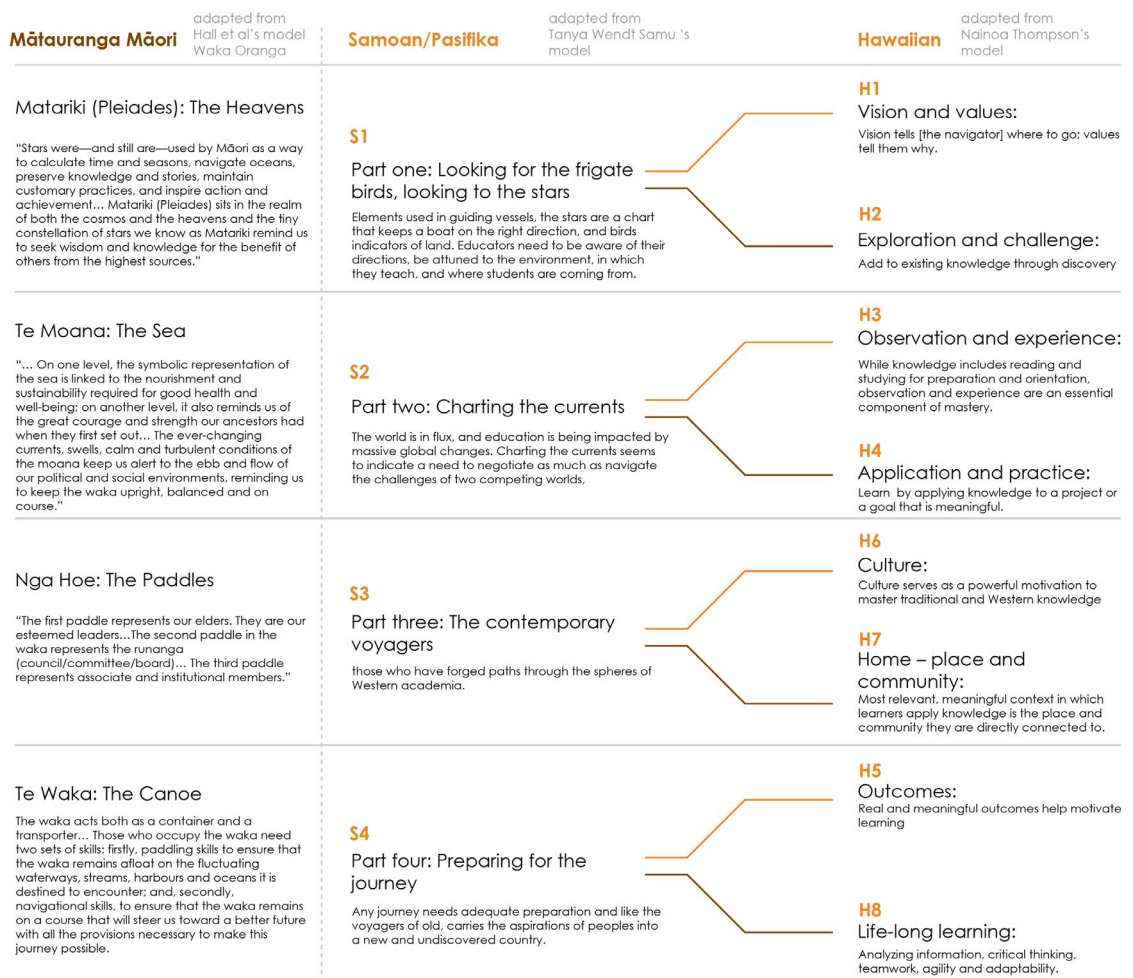 Mātauranga Māori
adapted from
Hall et al's model
Waka Oranga
Samoan/Pasifika
adapted from
Tanya Wendt Samu 's
model
Hawaiian
adapted from
Nainoa Thompson's
model
Matariki (Pleiades): The Heavens
"Stars were—and still are—used by Māori as a way
to calculate time and seasons, navigate oceans,
preserve knowledge and stories, maintain
customary practices, and inspire action and
achievement... Matariki (Pleiades) sits in the realm
of both the cosmos and the heavens and the tiny
constellation of stars we know as Matariki remind us
to seek wisdom and knowledge for the benefit of
others from the highest sources."
S1
Part one: Looking for the frigate
birds, looking to the stars
Elements used in guiding vessels, the stars are a chart
that keeps a boat on the right direction, and birds
indicators of land. Educators need to be aware of their
directions, be attuned to the environment, in which
they teach, and where students are coming from.
H1
Vision and values:
Vision tells [the navigator] where to go; values
tell them why.
H2
Exploration and challenge:
Add to existing knowledge through discovery
Te Moana: The Sea
"... On one level, the symbolic representation of
the sea is linked to the nourishment and
sustainability required for good health and
well-being; on another level, it also reminds us of
the great courage and strength our ancestors had
when they first set out... The ever-changing
currents, swells, calm and turbulent conditions of
the moana keep us alert to the ebb and flow of
our political and social environments, reminding us
to keep the waka upright, balanced and on
course."
S2
Part two: Charting the currents
The world is in flux, and education is being impacted by
massive global changes. Charting the currents seems
to indicate a need to negotiate as much as navigate
the challenges of two competing worlds,
H3
Observation and experience:
While knowledge includes reading and
studying for preparation and orientation,
observation and experience are an essential
component of mastery.
H4
Application and practice:
Learn by applying knowledge to a project or
a goal that is meaningful.
Nga Hoe: The Paddles
"The first paddle represents our elders. They are our
esteemed leaders...The second paddle in the
waka represents the runanga
(council/committee/board)... The third paddle
represents associate and institutional members."
S3
Part three: The contemporary
voyagers
those who have forged paths through the spheres of
Western academia.
H6
Culture:
Culture serves as a powerful motivation to
master traditional and Western knowledge
H7
Home – place and
community:
Most relevant, meaningful context in which
learners apply knowledge is the place and
community they are directly connected to.
Te Waka: The Canoe
The waka acts both as a container and a
transporter... Those who occupy the waka need
two sets of skills: firstly, paddling skills to ensure that
the waka remains afloat on the fluctuating
waterways, streams, harbours and oceans it is
destined to encounter; and, secondly,
navigational skills, to ensure that the waka remains
on a course that will steer us toward a better future
with all the provisions necessary to make this
journey possible.
S4
Part four: Preparing for the
journey
Any journey needs adequate preparation and like the
voyagers of old, carries the aspirations of peoples into
a new and undiscovered country.
H5
Outcomes:
Real and meaningful outcomes help motivate
learning
H8
Life-long learning:
Analyzing information, critical thinking,
teamwork, agility and adaptability.